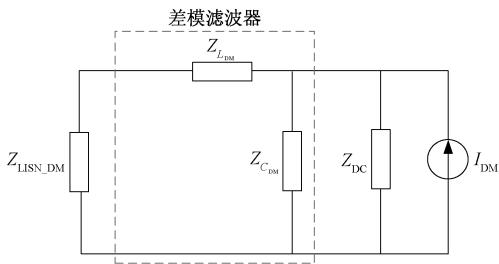 差模滤波器
Z_{L_{DM}}
Z_{LISN_DM}
Z_{C_{DM}}
Z_{DC}
I_{DM}